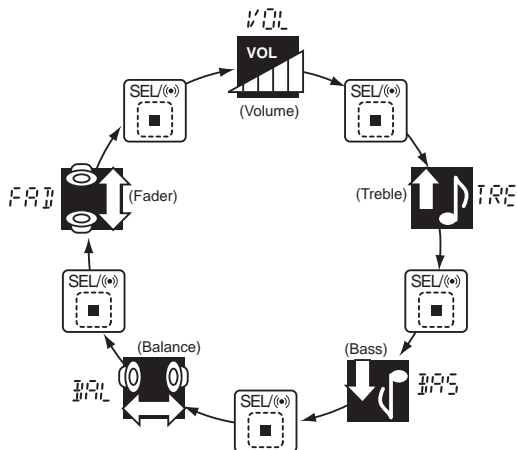 VOL
VOL
(Volume)
SEL/((•))
SEL/((•))
FAD
(Fader)
(Treble)
TRE
SEL/((•))
SEL/((•))
(Balance)
(Bass)
BAL
BAS
SEL/((•))